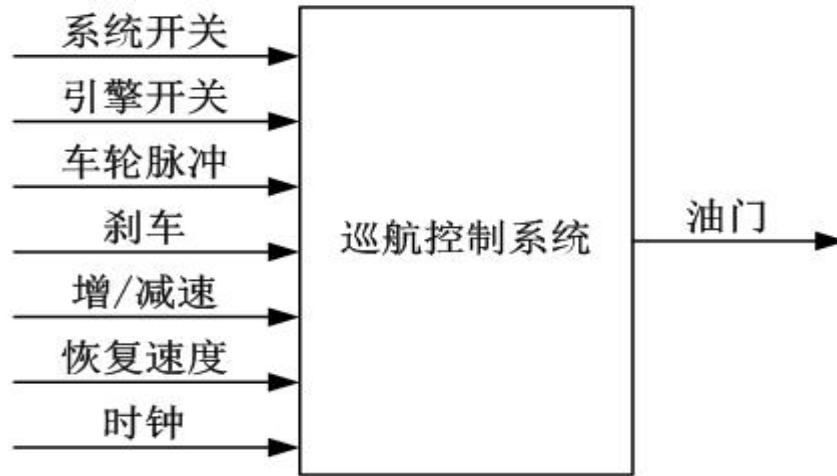 系统开关
引擎开关
车轮脉冲
刹车
增/减速
恢复速度
时钟
巡航控制系统
油门